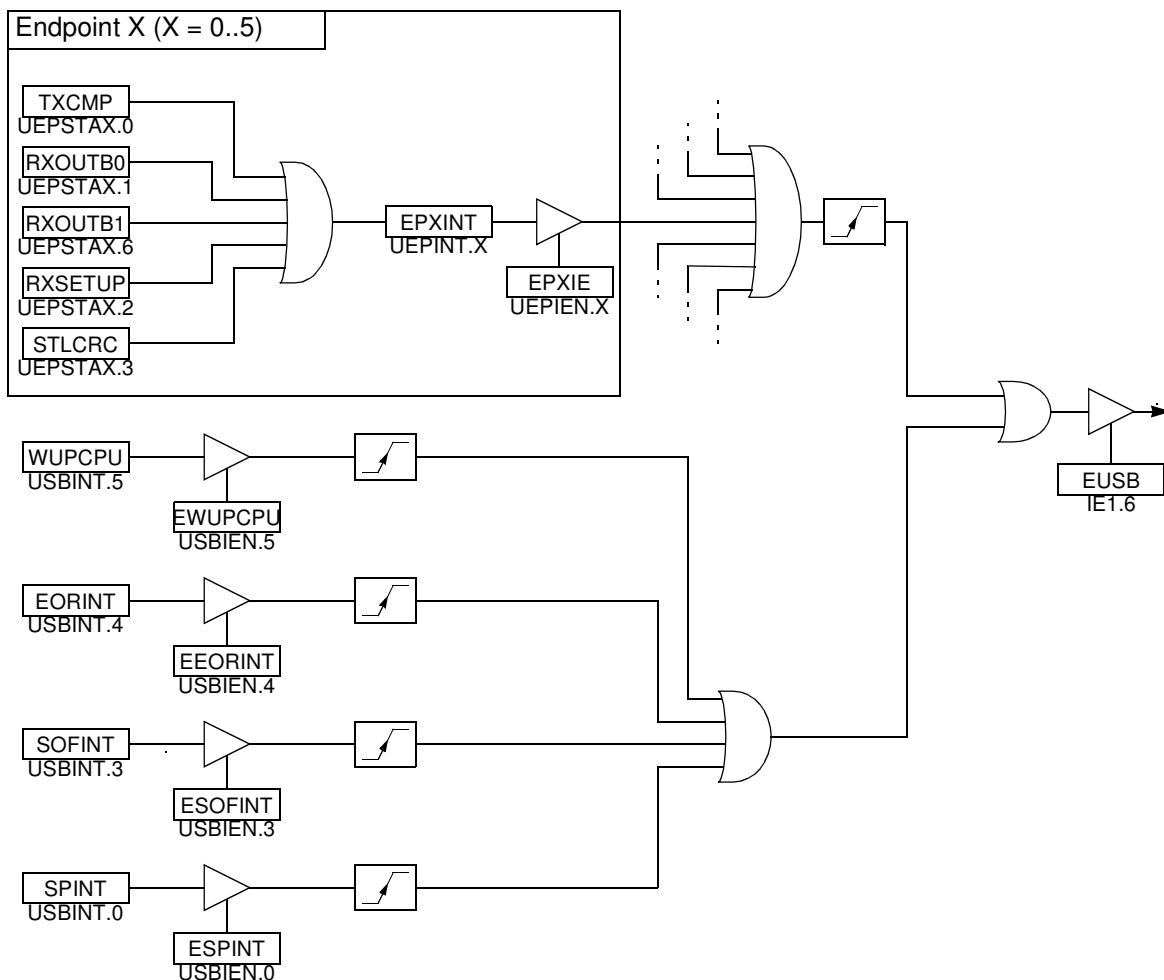 Endpoint X (X = 0..5)
TXCMP
UEPSTAX.0
RXOUTB0
UEPSTAX.1
RXOUTB1
UEPSTAX.6
RXSETUP
UEPSTAX.2
STLCRC
UEPSTAX.3
EPXINT
UEPINT.X
EPXIE
UEPIEN.X
WUPCPU
USBINT.5
EWUPCPU
USBIEN.5
EUSB
IE1.6
EORINT
USBINT.4
EEORINT
USBIEN.4
SOFINT
USBINT.3
ESOFINT
USBIEN.3
SPINT
USBINT.0
ESPINT
USBIEN.0